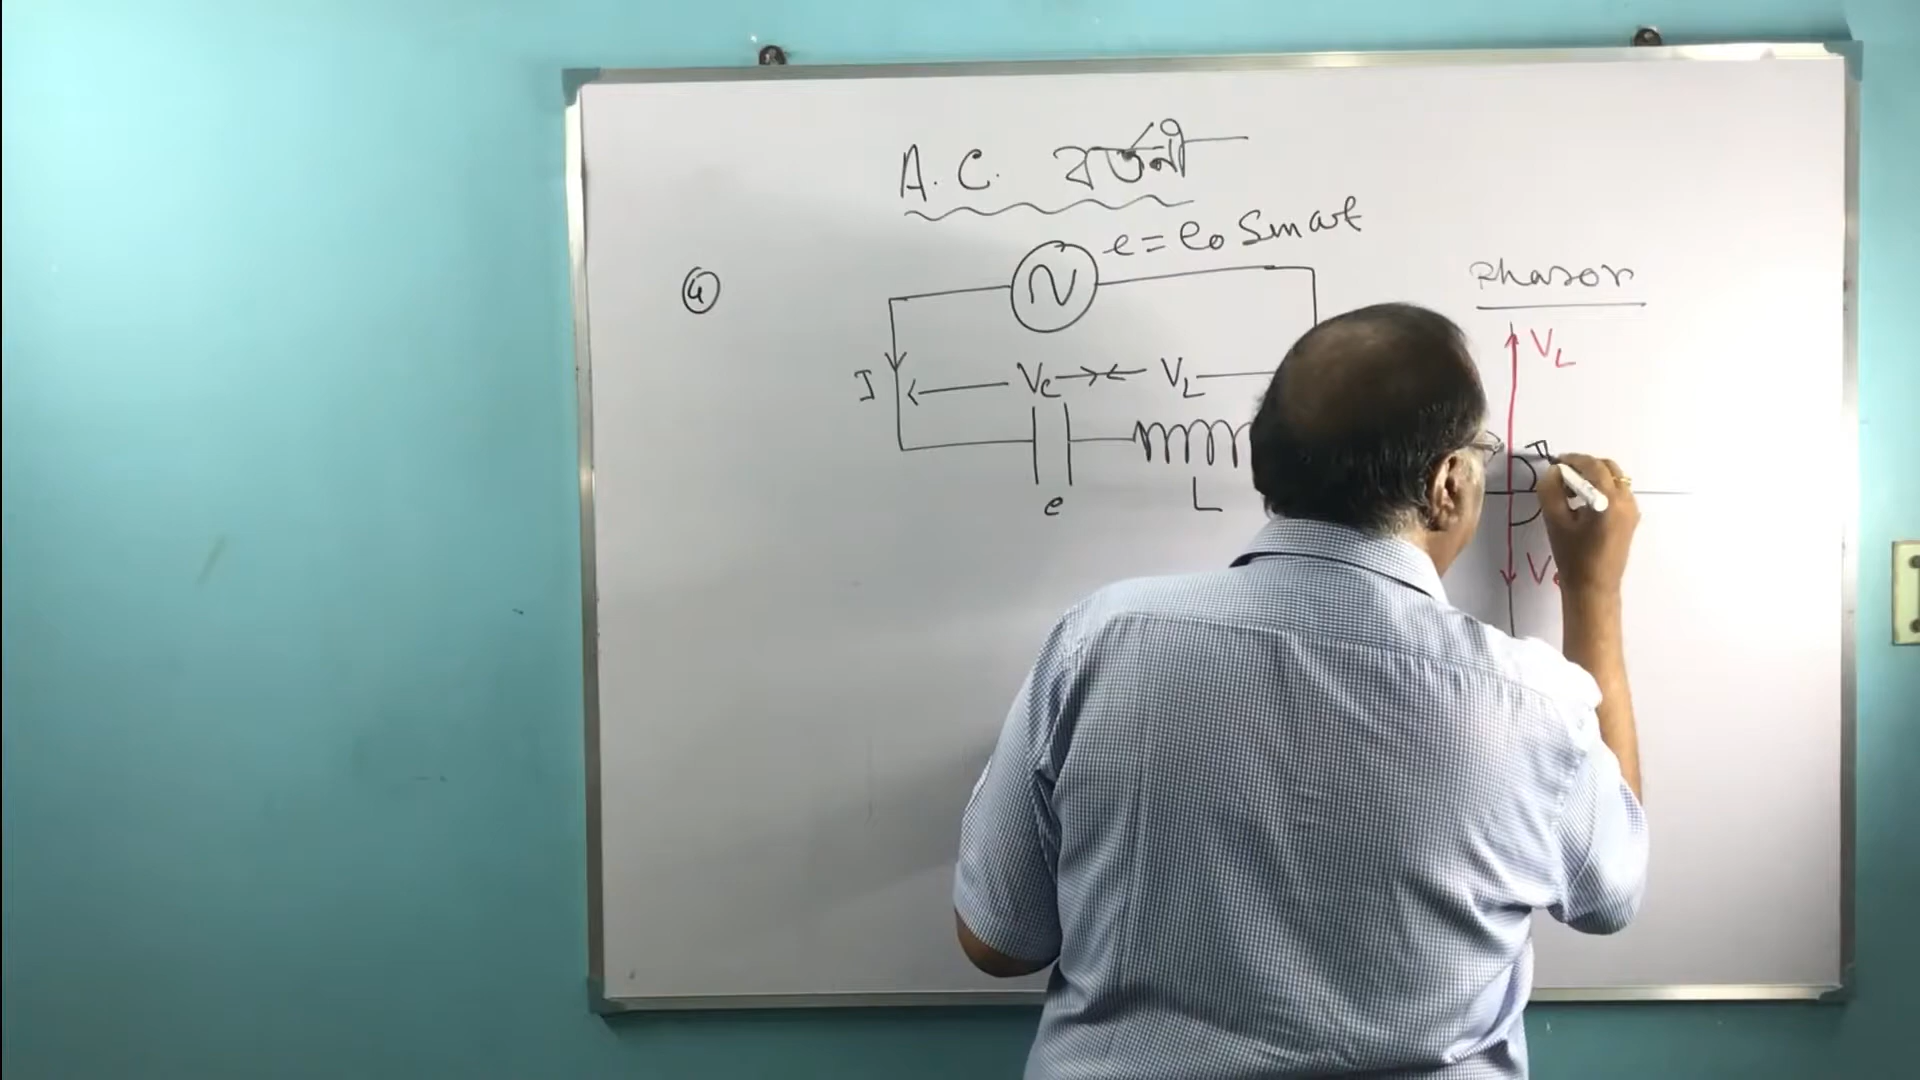 A.C. বর্তনী
e = e₀ Sinωt
④
Phasor
V_L
I
V_C
V_L
π
C
L
V